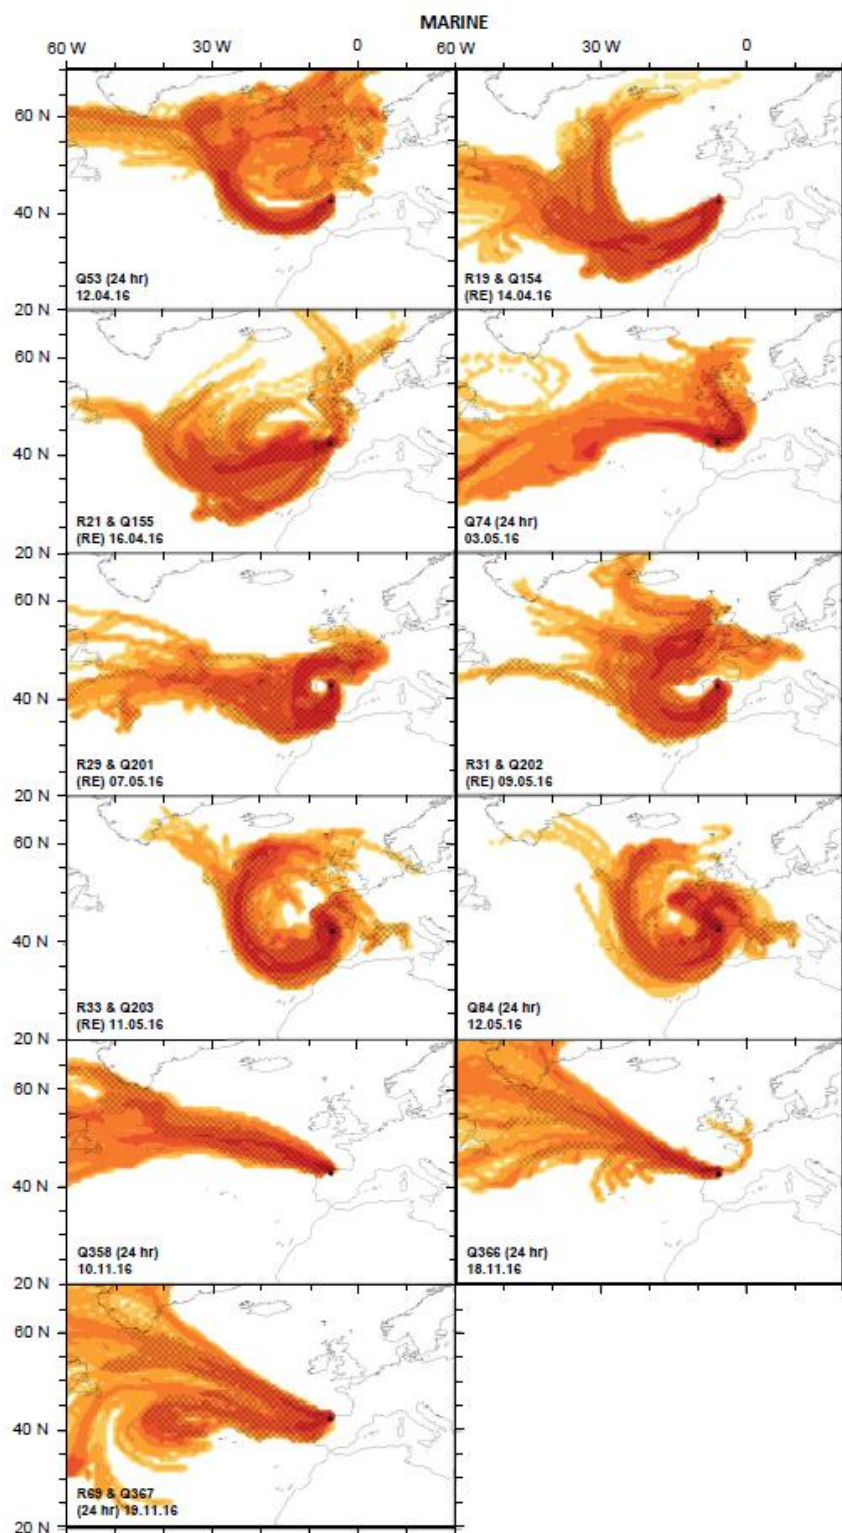 MARINE
60 W 30 W 0 60 W 30 W 0
60 N
40 N
Q53 (24 hr)
12.04.16
R19 & Q154
(RE) 14.04.16
20 N
60 N
40 N
R21 & Q155
(RE) 16.04.16
Q74 (24 hr)
03.05.16
20 N
60 N
40 N
R29 & Q201
(RE) 07.05.16
R31 & Q202
(RE) 09.05.16
20 N
60 N
40 N
R33 & Q203
(RE) 11.05.16
Q84 (24 hr)
12.05.16
20 N
60 N
40 N
Q358 (24 hr)
10.11.16
Q366 (24 hr)
18.11.16
20 N
60 N
40 N
R69 & Q367
(24 hr) 19.11.16
20 N